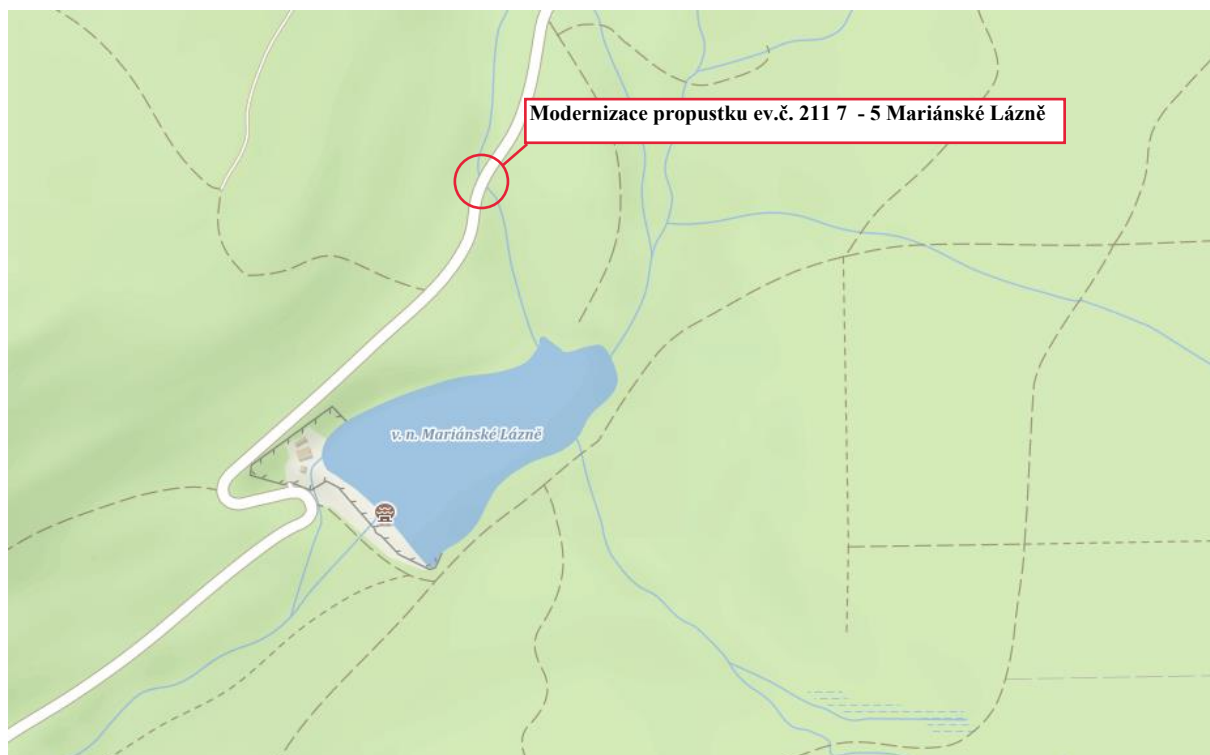 Modernizace propustku ev.č. 211 7 - 5 Mariánské Lázně
v. n. Mariánské Lázně